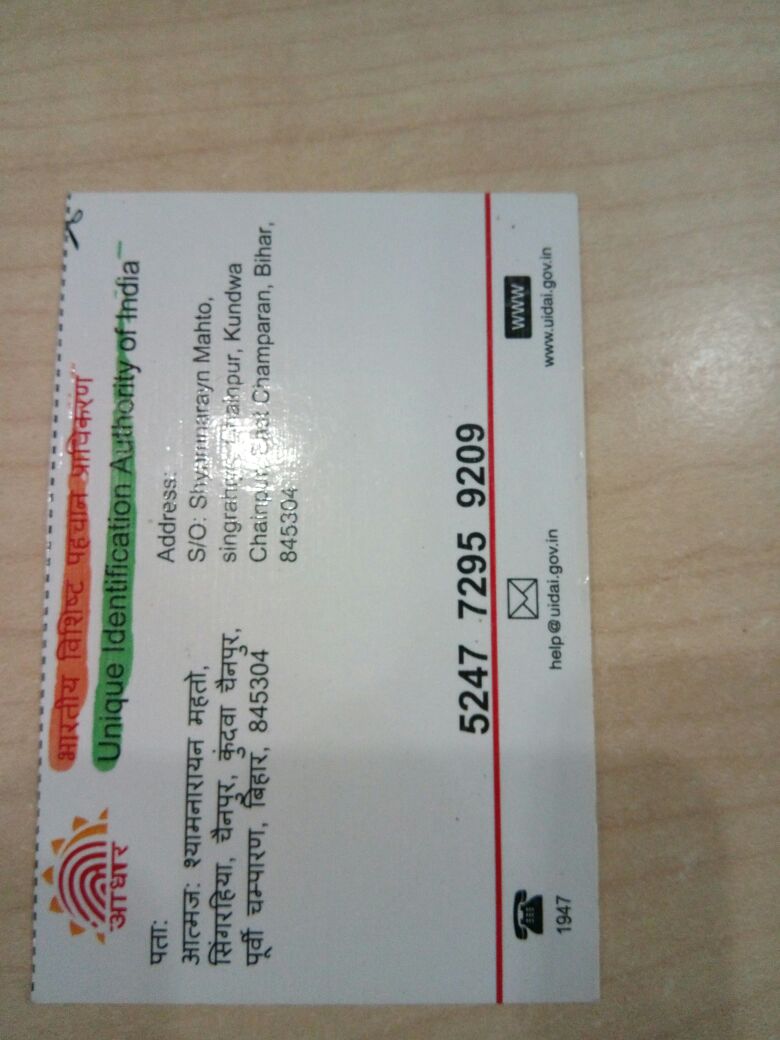 आधार
भारतीय विशिष्ट पहचान प्राधिकरण
Unique Identification Authority of India
पता:
आत्मज: श्यामनारायन महतो,
सिंगरहिया, चैनपुर, कुंदवा चैनपुर,
पूर्वी चम्पारण, बिहार, 845304
Address:
S/O: Shyamnarayn Mahto,
Chainpur, Kundwa
Chainpur, East Champaran, Bihar,
845304
5247 7295 9209
1947
help@uidai.gov.in
WWW
www.uidai.gov.in